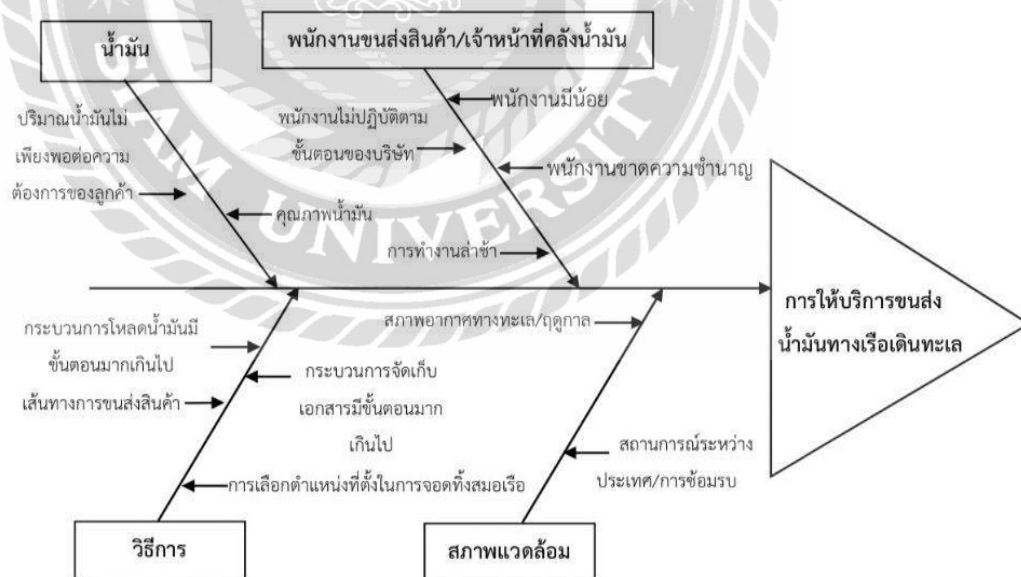 น้ำมัน
พนักงานขนส่งสินค้า/เจ้าหน้าที่คลังน้ำมัน
ปริมาณน้ำมันไม่
เพียงพอต่อความ
ต้องการของลูกค้า
คุณภาพน้ำมัน
พนักงานมีน้อย
พนักงานไม่ปฏิบัติตาม
ขั้นตอนของบริษัท
พนักงานขาดความชำนาญ
การทำงานล่าช้า
SIAM UNIVERSITY
การให้บริการขนส่ง
น้ำมันทางเรือเดินทะเล
กระบวนการโหลดน้ำมันมี
ขั้นตอนมากเกินไป
เส้นทางการขนส่งสินค้า
กระบวนการจัดเก็บ
เอกสารมีขั้นตอนมาก
เกินไป
การเลือกตำแหน่งที่ตั้งในการจอดทิ้งสมอเรือ
สภาพอากาศทางทะเล/ฤดูกาล
สถานการณ์ระหว่าง
ประเทศ/การซ้อมรบ
วิธีการ
สภาพแวดล้อม